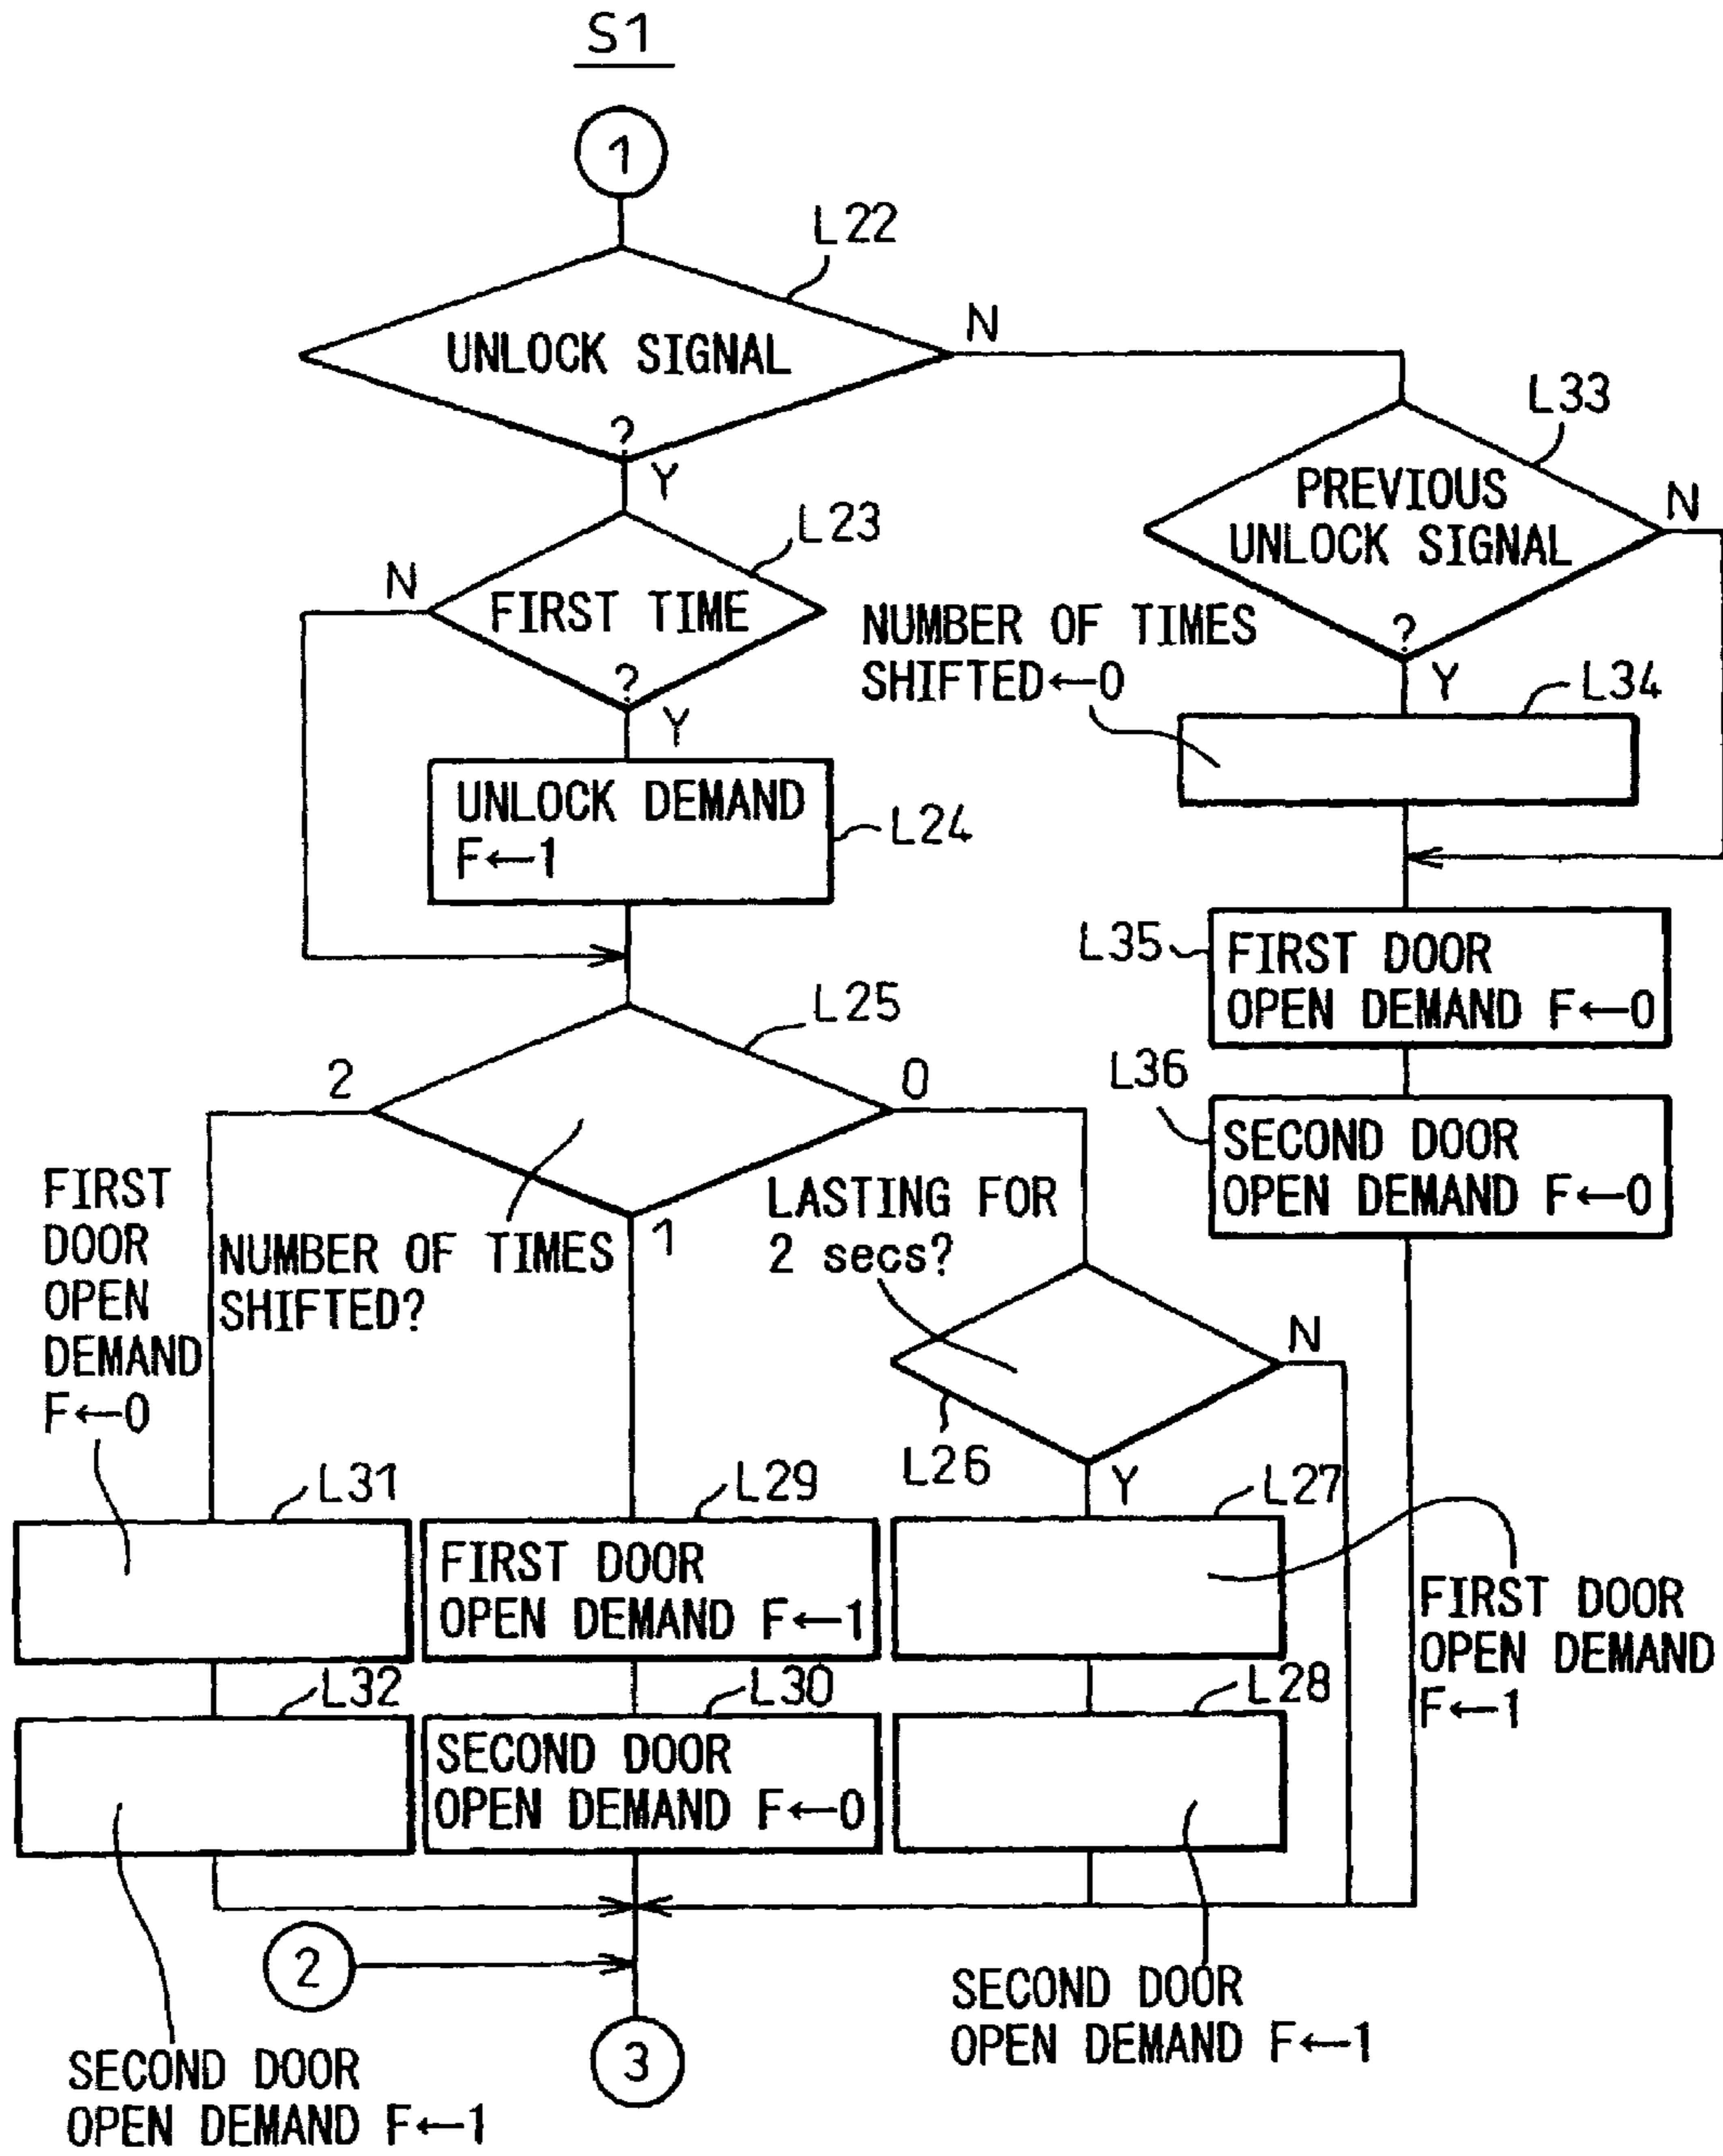 S1
1
L22
UNLOCK SIGNAL
?
N
Y
L33
PREVIOUS
UNLOCK SIGNAL
?
N
Y
L23
N
FIRST TIME
?
Y
NUMBER OF TIMES
SHIFTED←0
L34
UNLOCK DEMAND
F←1
L24
L35
FIRST DOOR
OPEN DEMAND F←0
L25
2
0
1
L36
SECOND DOOR
OPEN DEMAND F←0
FIRST
DOOR
OPEN
DEMAND
F←0
NUMBER OF TIMES
SHIFTED?
LASTING FOR
2 secs?
N
L26
Y
L31
L29
FIRST DOOR
OPEN DEMAND F←1
L27
FIRST DOOR
OPEN DEMAND
F←1
L32
L30
SECOND DOOR
OPEN DEMAND F←0
L28
2
3
SECOND DOOR
OPEN DEMAND F←1
SECOND DOOR
OPEN DEMAND F←1